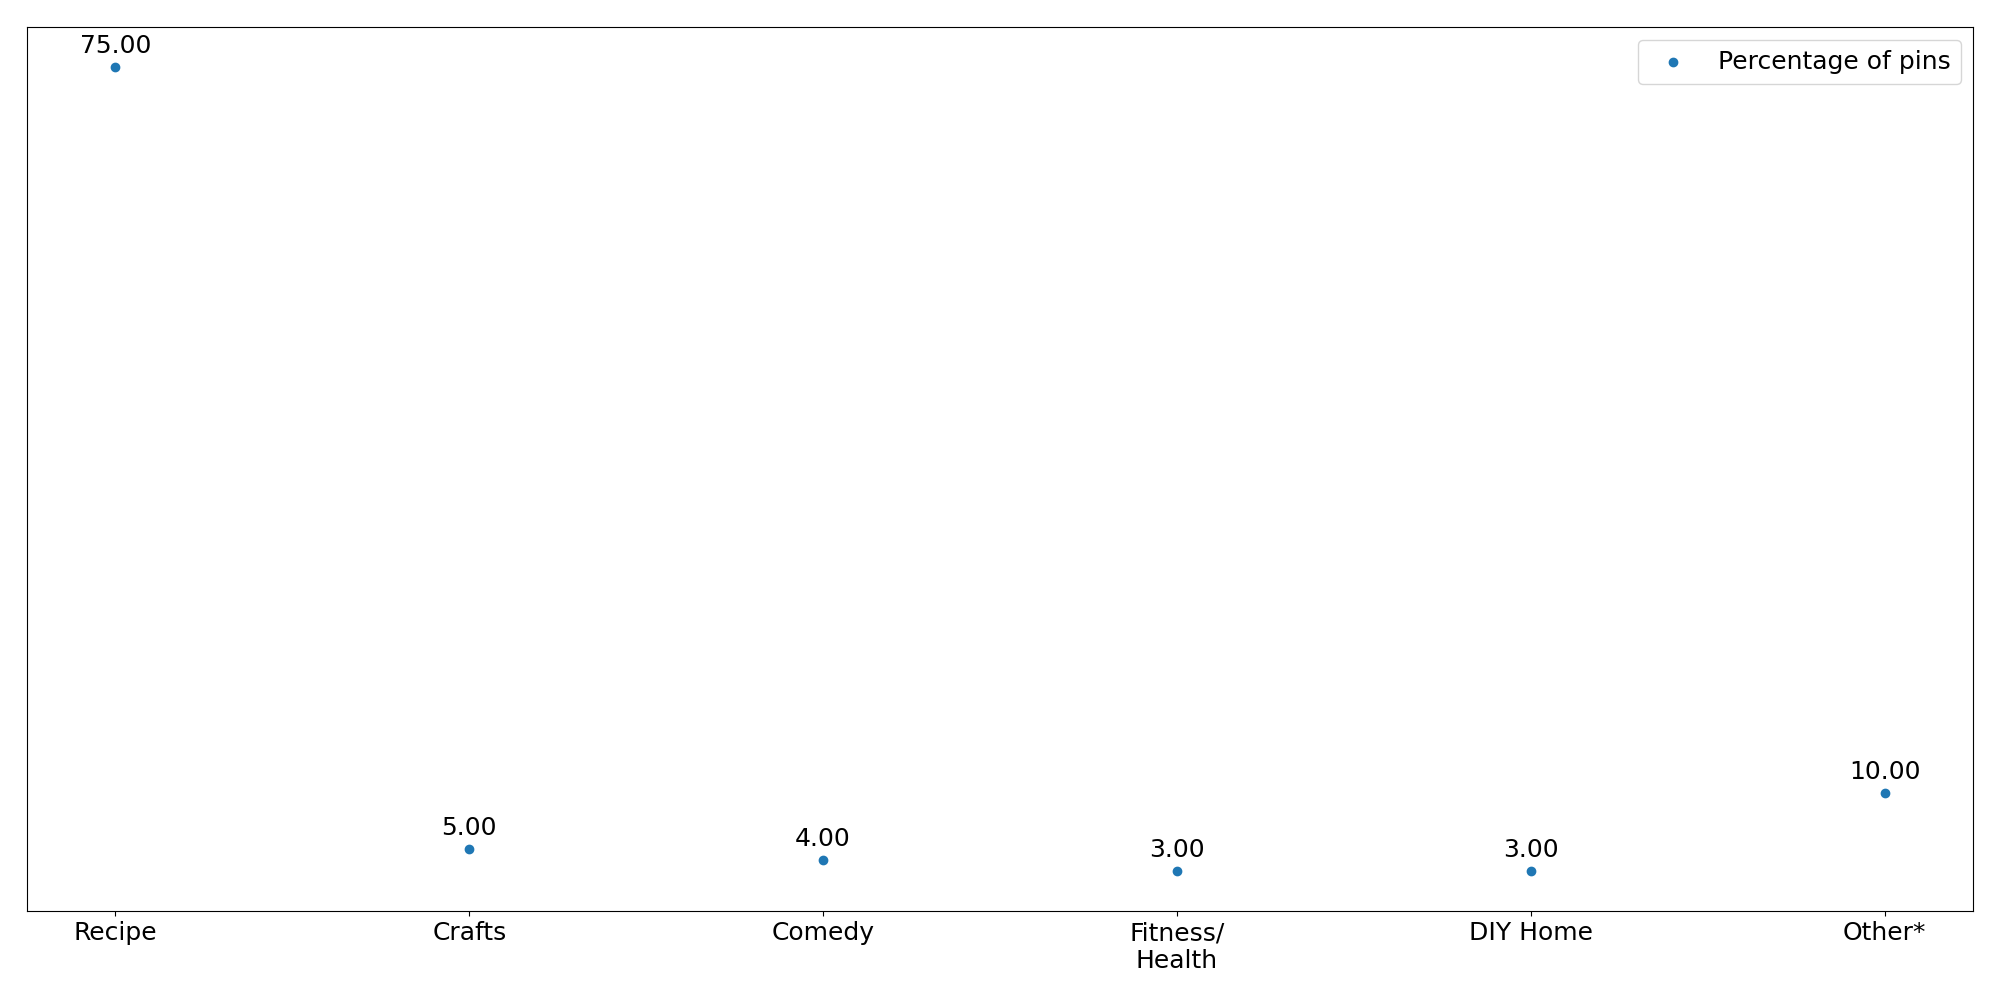 75.00
Percentage of pins
10.00
5.00
4.00
3.00
3.00
Recipe
Crafts
Comedy
Fitness/
Health
DIY Home
Other*